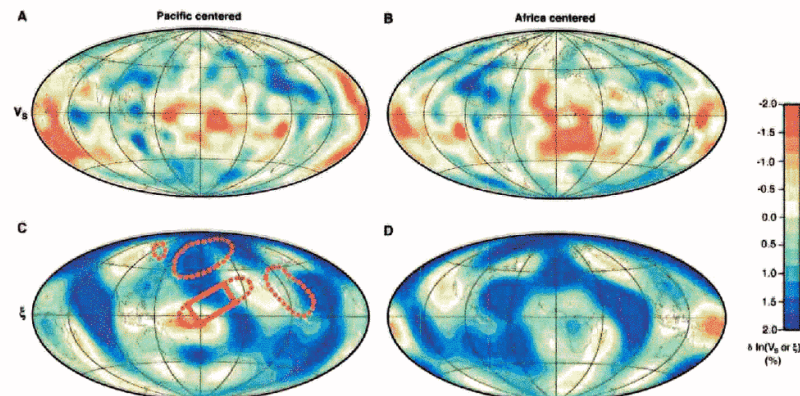 A Pacific centered
B Africa centered
Vs
-2.0
-1.5
-1.0
-0.5
0.0
0.5
1.0
1.5
2.0
δ ln(Vs or ξ)
(%)
C
D
ξ